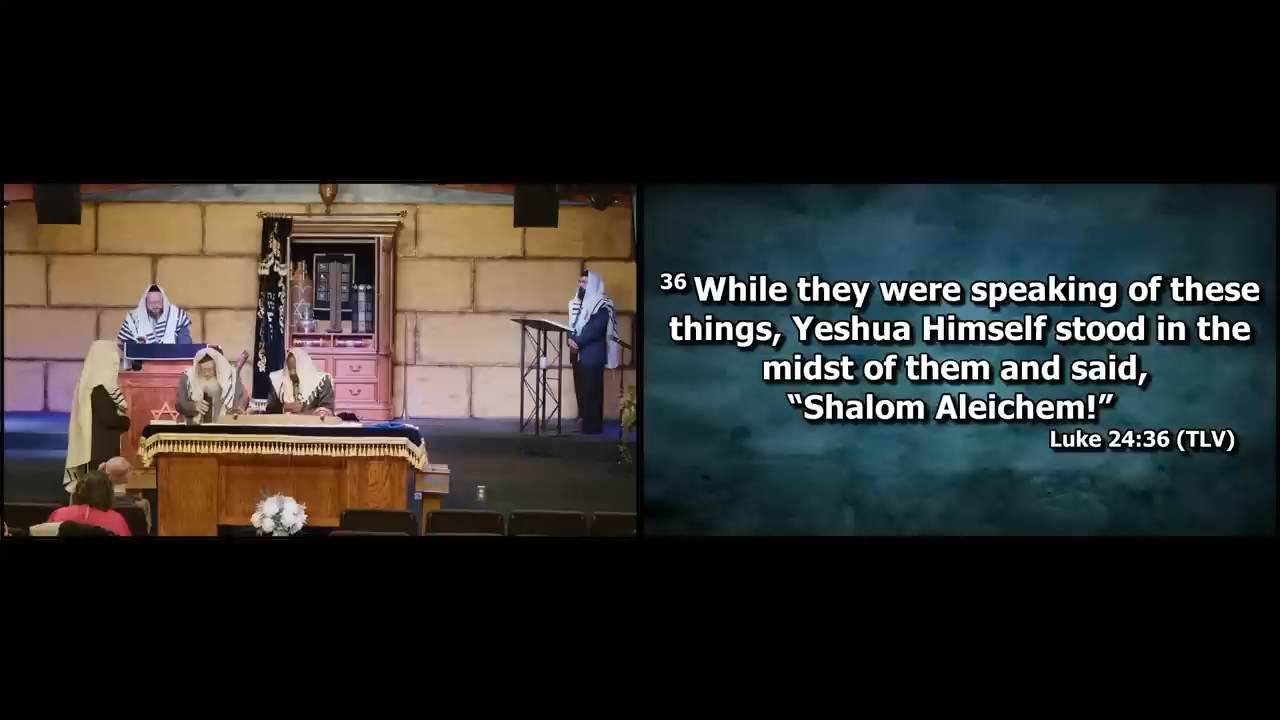 36 While they were speaking of these
things, Yeshua Himself stood in the
midst of them and said,
“Shalom Aleichem!”
Luke 24:36 (TLV)